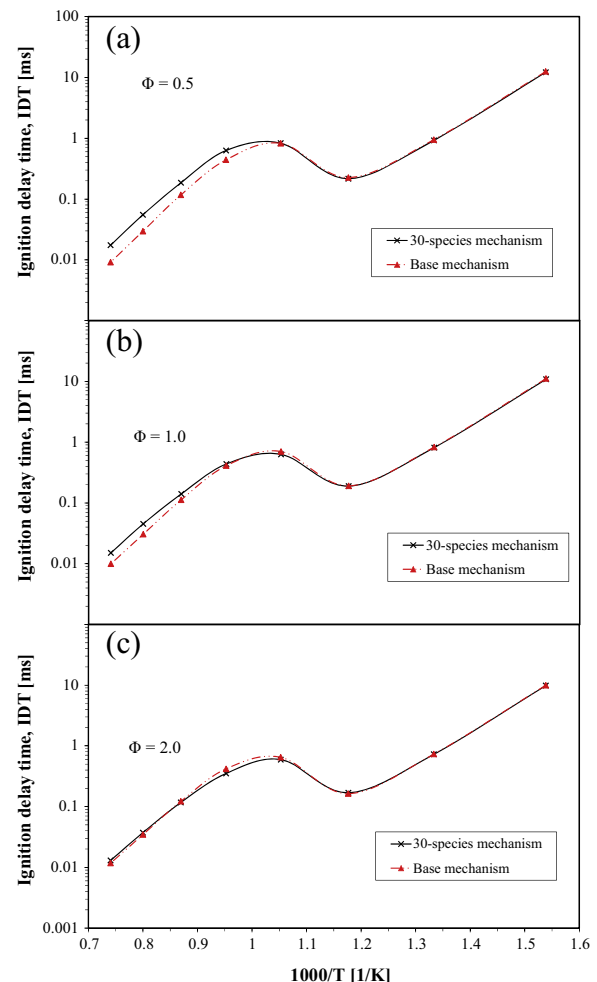 (a)
100
10
1
0.1
0.01
Ignition delay time, IDT [ms]
Φ = 0.5
30-species mechanism
Base mechanism
(b)
10
1
0.1
0.01
Ignition delay time, IDT [ms]
Φ = 1.0
30-species mechanism
Base mechanism
(c)
10
1
0.1
0.01
0.001
Ignition delay time, IDT [ms]
Φ = 2.0
30-species mechanism
Base mechanism
0.7 0.8 0.9 1 1.1 1.2 1.3 1.4 1.5 1.6
1000/T [1/K]